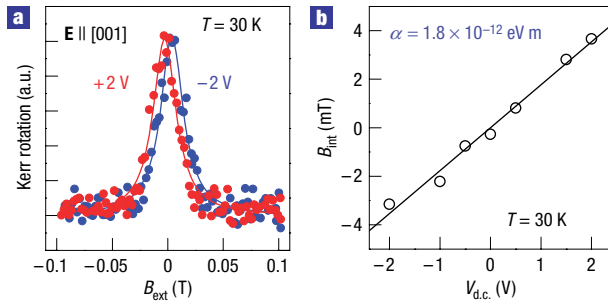 a
E || [001]
T = 30 K
+2 V
−2 V
Kerr rotation (a.u.)
−0.1
−0.05
0
0.05
0.1
B_ext (T)
b
α = 1.8 × 10⁻¹² eV m
4
2
0
−2
−4
B_int (mT)
T = 30 K
−2
−1
0
1
2
V_d.c. (V)